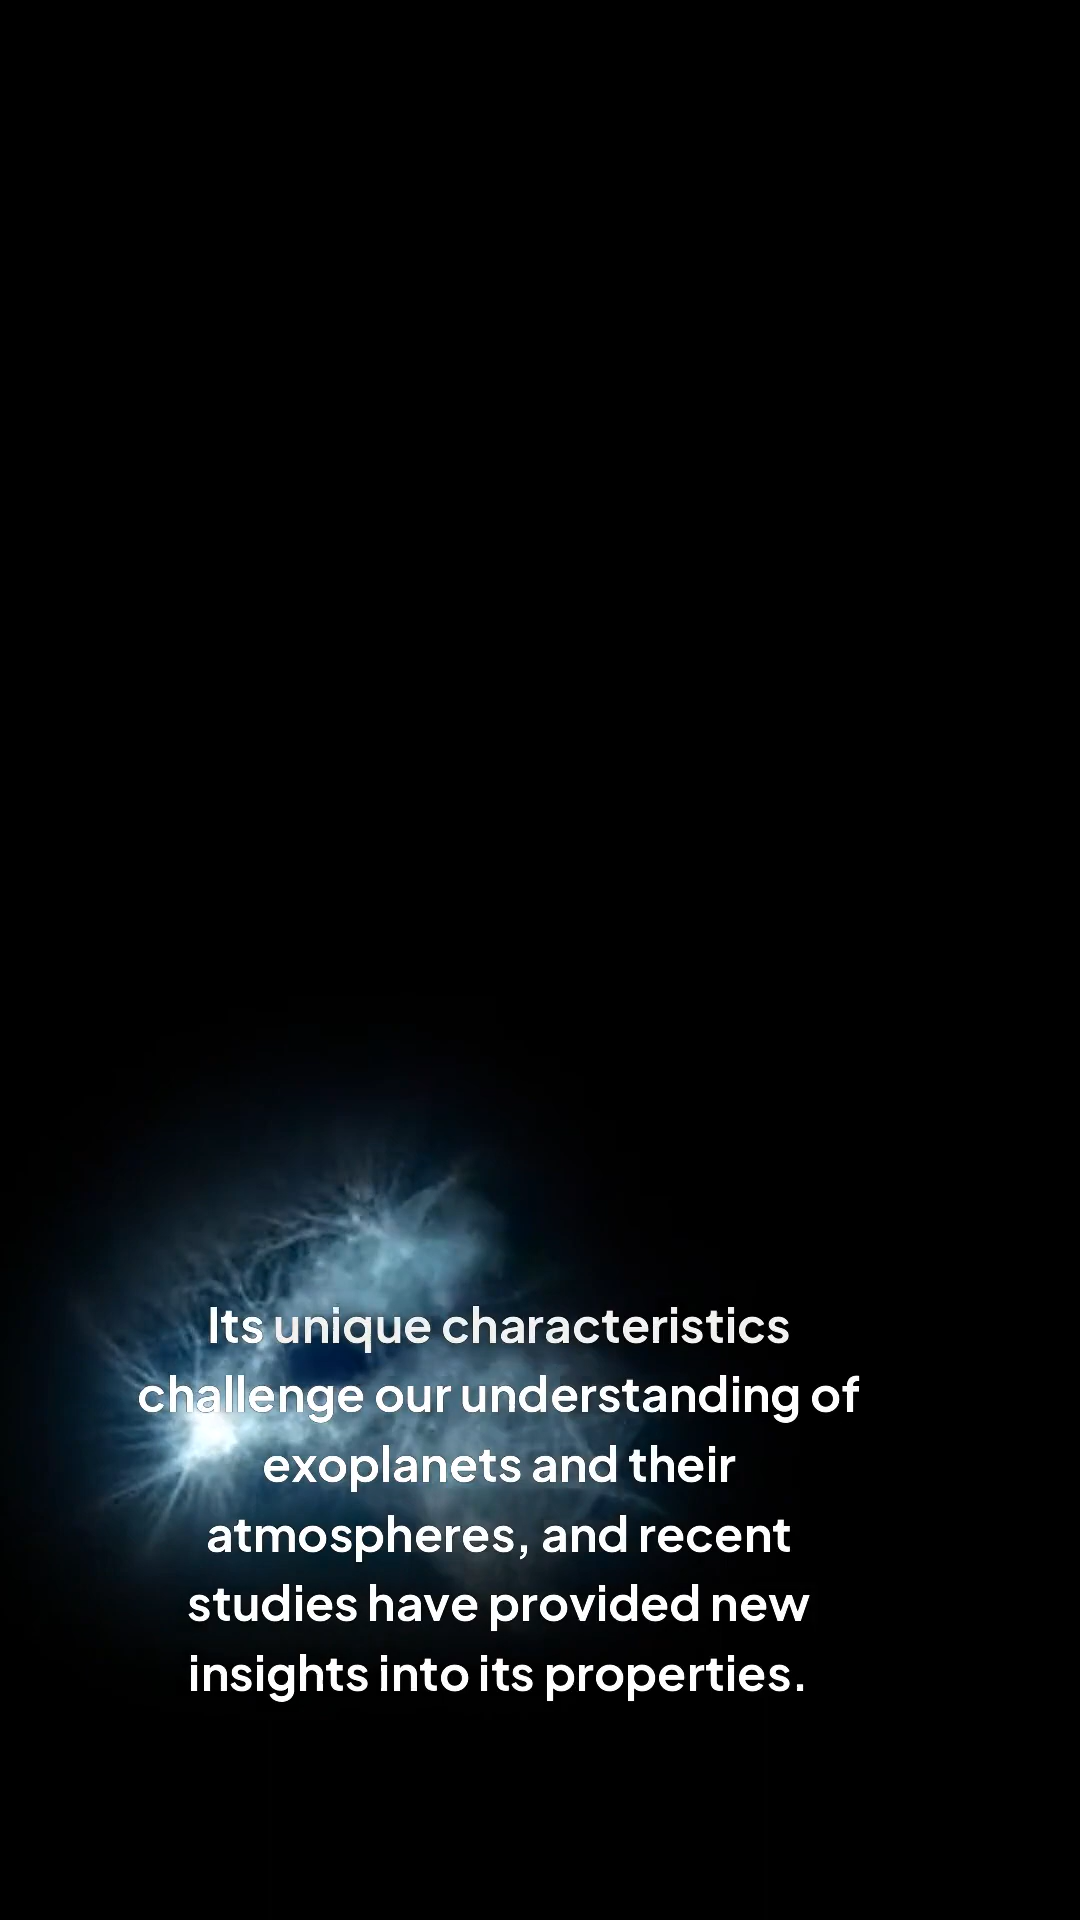 Its unique characteristics
challenge our understanding of
exoplanets and their
atmospheres, and recent
studies have provided new
insights into its properties.